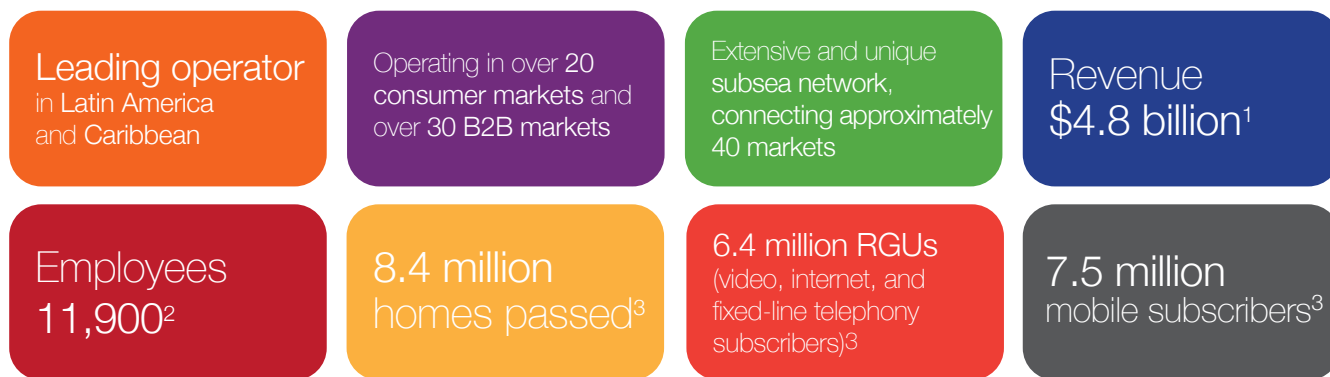 Leading operator
in Latin America
and Caribbean
Operating in over 20
consumer markets and
over 30 B2B markets
Extensive and unique
subsea network,
connecting approximately
40 markets
Revenue
$4.8 billion¹
Employees
11,900²
8.4 million
homes passed³
6.4 million RGUs
(video, internet, and
fixed-line telephony
subscribers)³
7.5 million
mobile subscribers³